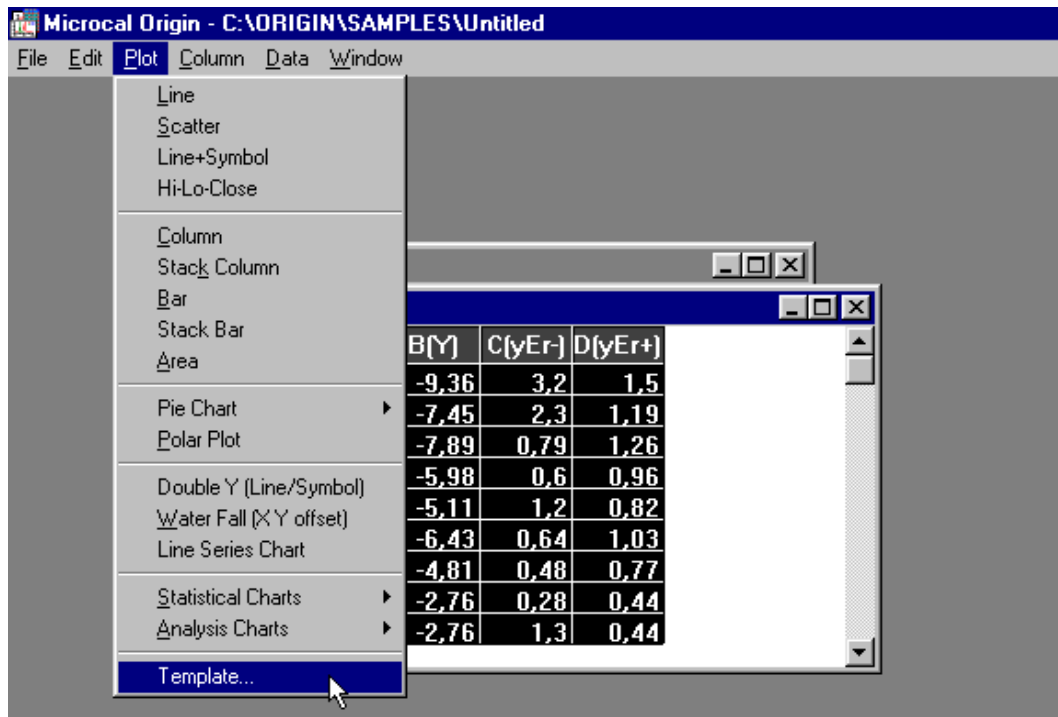 Microcal Origin - C:\ORIGIN\SAMPLES\Untitled
File Edit Plot Column Data Window
Line
Scatter
Line+Symbol
Hi-Lo-Close
Column
Stack Column
Bar
Stack Bar
Area
Pie Chart
Polar Plot
Double Y (Line/Symbol)
Water Fall (X Y offset)
Line Series Chart
Statistical Charts
Analysis Charts
Template...
B(Y) C(yEr-) D(yEr+)
-9,36 3,2 1,5
-7,45 2,3 1,19
-7,89 0,79 1,26
-5,98 0,6 0,96
-5,11 1,2 0,82
-6,43 0,64 1,03
-4,81 0,48 0,77
-2,76 0,28 0,44
-2,76 1,3 0,44